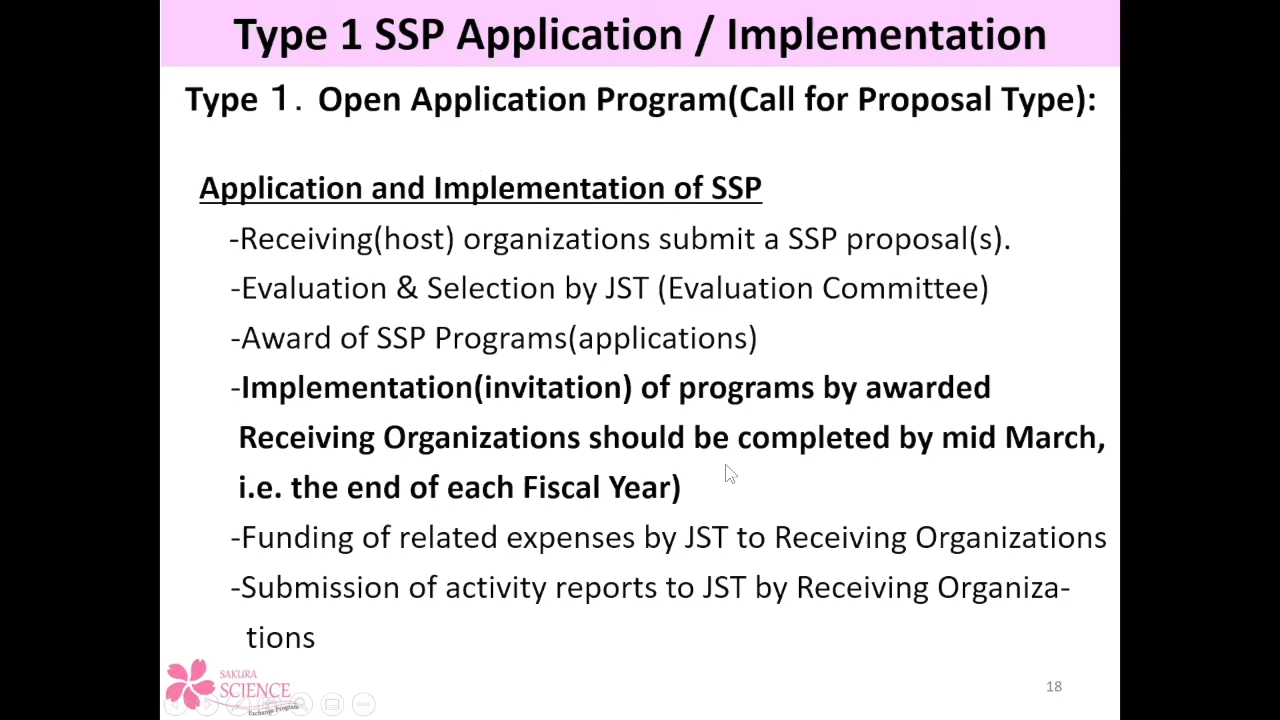 Type 1 SSP Application / Implementation
Type １. Open Application Program(Call for Proposal Type):
Application and Implementation of SSP
-Receiving(host) organizations submit a SSP proposal(s).
-Evaluation & Selection by JST (Evaluation Committee)
-Award of SSP Programs(applications)
-Implementation(invitation) of programs by awarded
Receiving Organizations should be completed by mid March,
i.e. the end of each Fiscal Year)
-Funding of related expenses by JST to Receiving Organizations
-Submission of activity reports to JST by Receiving Organiza-
tions
SAKURA
SCIENCE
Exchange Program
18